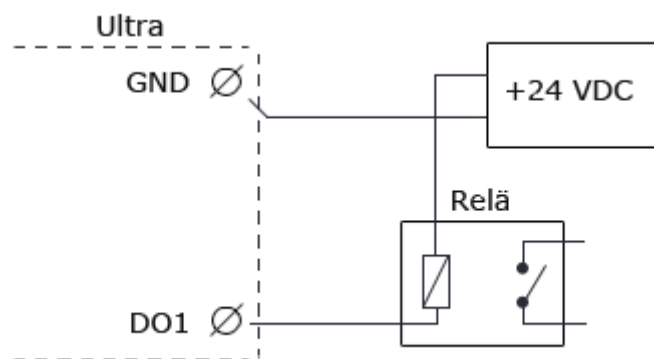 Ultra
GND
+24 VDC
Relä
DO1